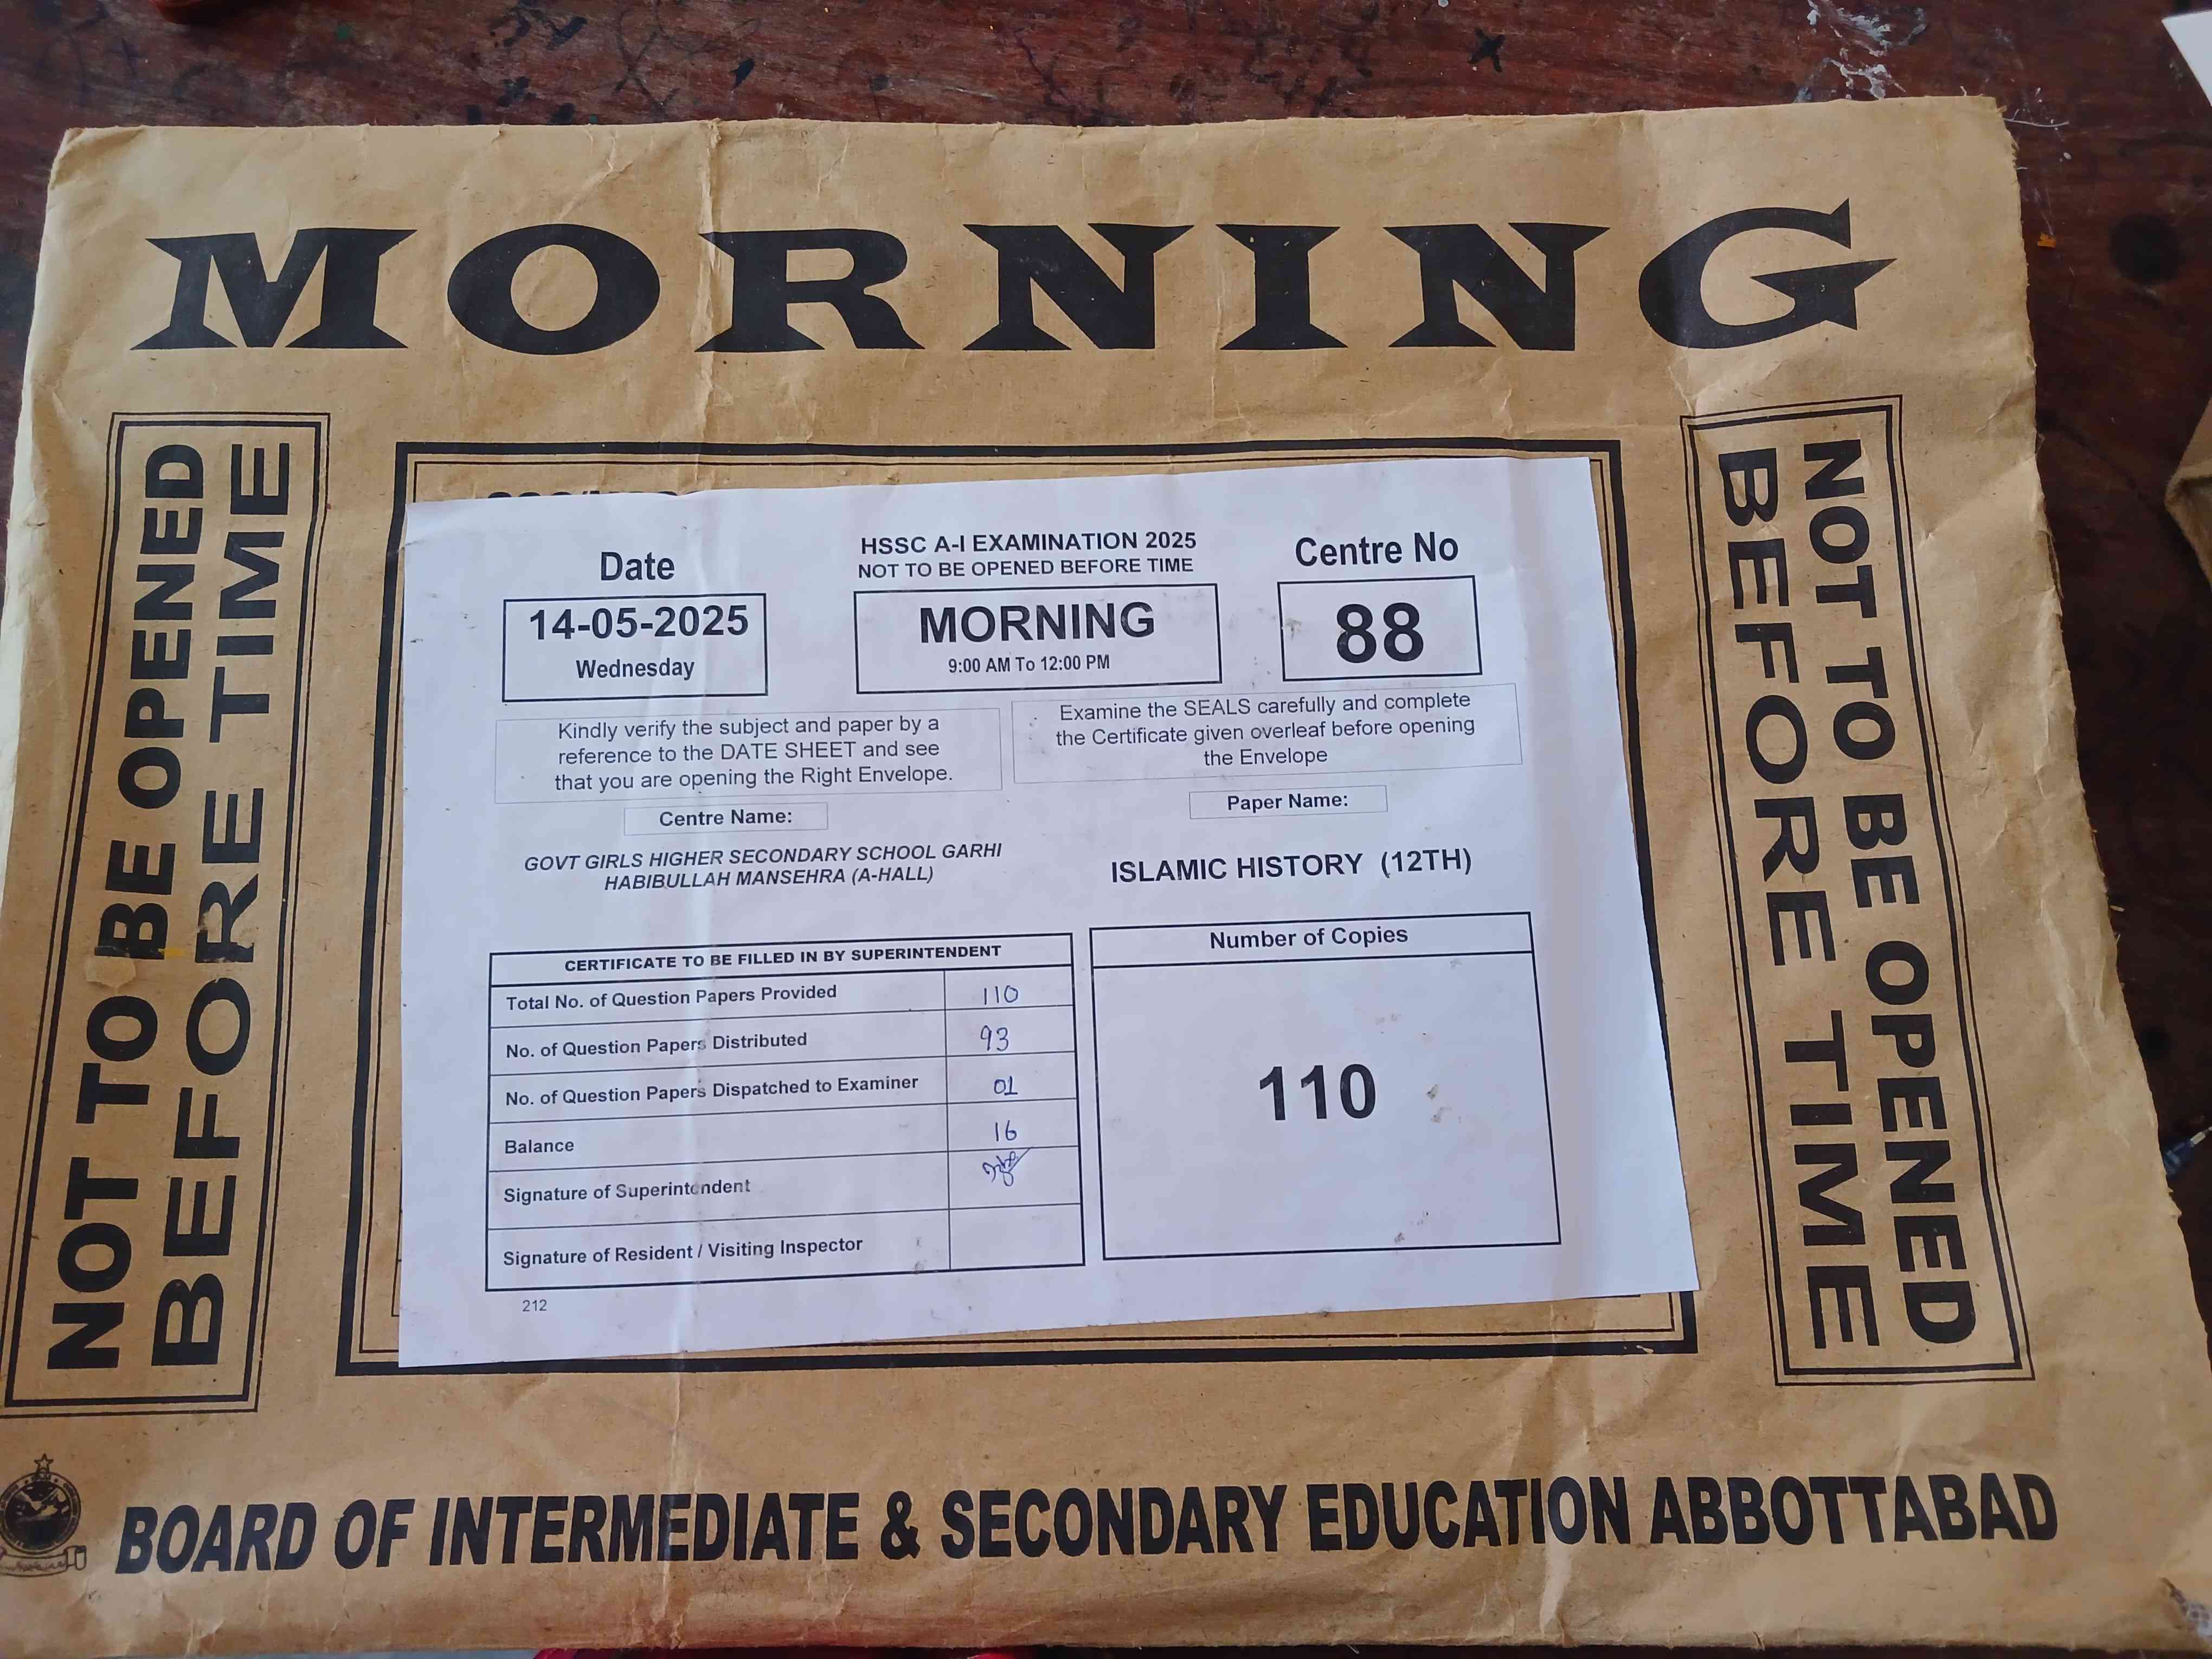 MORNING
NOT TO BE OPENED
BEFORE TIME
Date
14-05-2025
Wednesday
HSSC A-I EXAMINATION 2025
NOT TO BE OPENED BEFORE TIME
MORNING
9:00 AM To 12:00 PM
Centre No
88
Kindly verify the subject and paper by a
reference to the DATE SHEET and see
that you are opening the Right Envelope.
Examine the SEALS carefully and complete
the Certificate given overleaf before opening
the Envelope
Centre Name:
GOVT GIRLS HIGHER SECONDARY SCHOOL GARHI
HABIBULLAH MANSEHRA (A-HALL)
Paper Name:
ISLAMIC HISTORY (12TH)
CERTIFICATE TO BE FILLED IN BY SUPERINTENDENT
Total No. of Question Papers Provided 110
No. of Question Papers Distributed 93
No. of Question Papers Dispatched to Examiner 01
Balance 16
Signature of Superintendent
Signature of Resident / Visiting Inspector
Number of Copies
110
212
NOT TO BE OPENED
BEFORE TIME
BOARD OF INTERMEDIATE & SECONDARY EDUCATION ABBOTTABAD